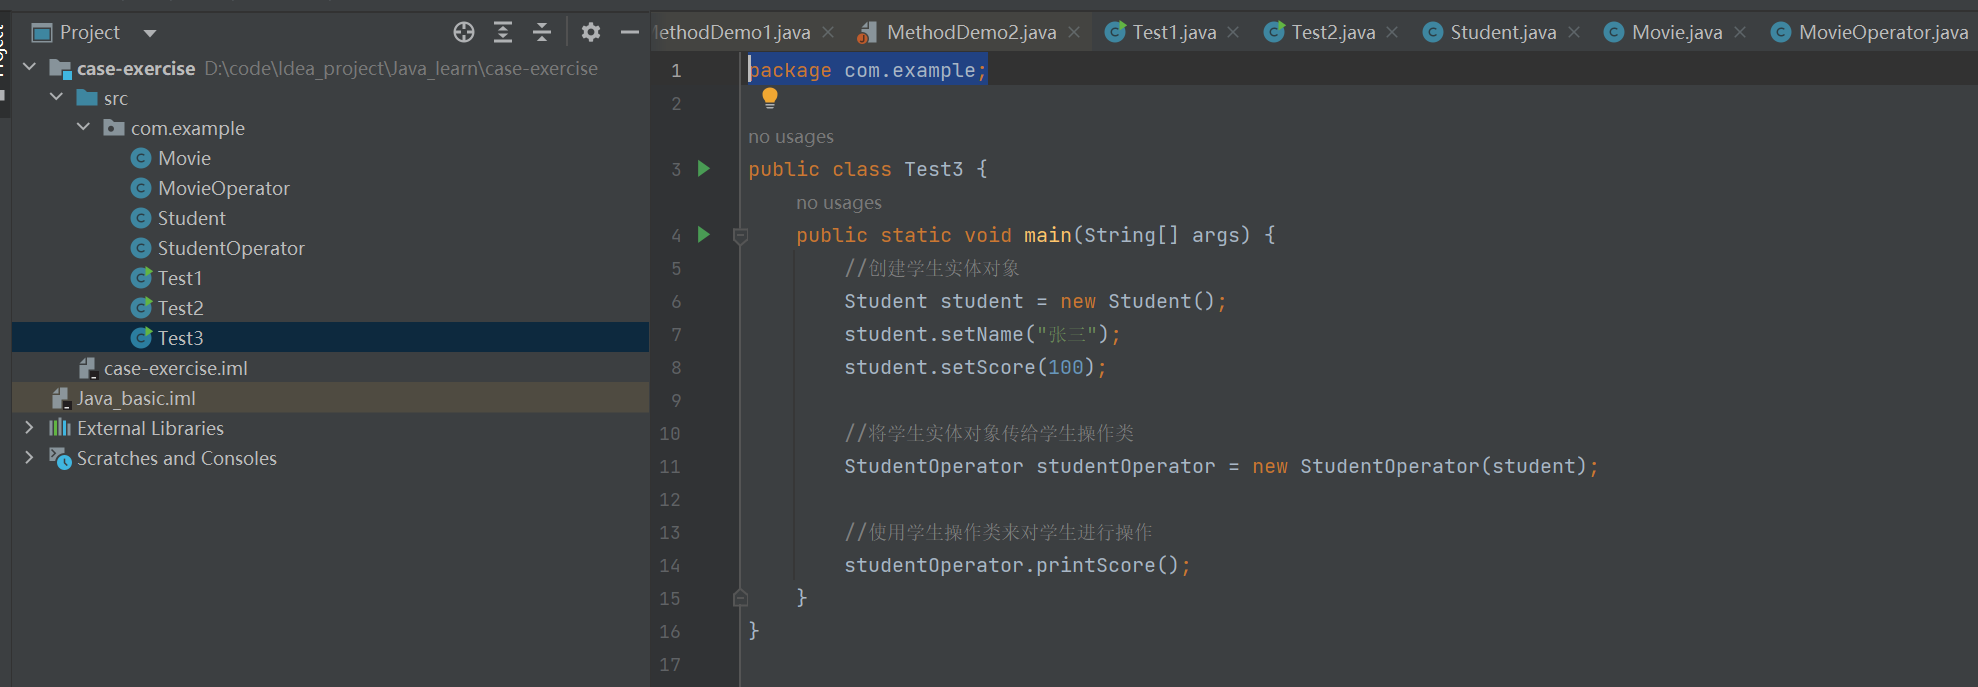 Project
case-exercise D:\code\Idea_project\Java_learn\case-exercise
src
com.example
Movie
MovieOperator
Student
StudentOperator
Test1
Test2
Test3
case-exercise.iml
Java_basic.iml
External Libraries
Scratches and Consoles
ethodDemo1.java MethodDemo2.java Test1.java Test2.java Student.java Movie.java MovieOperator.java
1 package com.example;
2
no usages
3 public class Test3 {
no usages
4 public static void main(String[] args) {
5 //创建学生实体对象
6 Student student = new Student();
7 student.setName("张三");
8 student.setScore(100);
9
10 //将学生实体对象传给学生操作类
11 StudentOperator studentOperator = new StudentOperator(student);
12
13 //使用学生操作类来对学生进行操作
14 studentOperator.printScore();
15 }
16 }
17